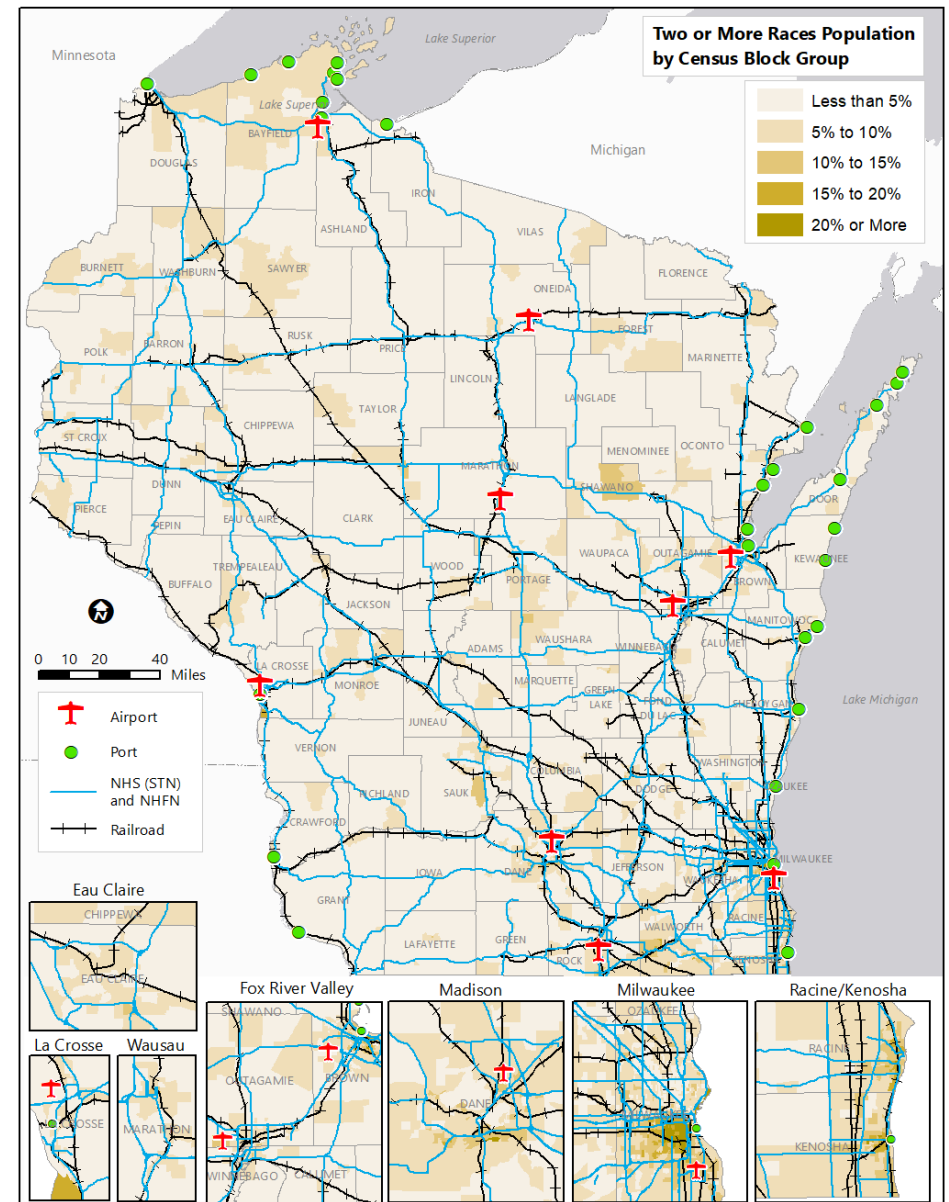 Minnesota
Lake Superior
Two or More Races Population
by Census Block Group
Less than 5%
5% to 10%
10% to 15%
15% to 20%
20% or More
Michigan
BAYFIELD
DOUGLAS
IRON
ASHLAND
VILAS
BURNETT
WASHBURN
SAYER
FLORENCE
ONEIDA
FOREST
RUSK
PRICE
BARRON
POLK
MARINETTE
LINCOLN
LANGLADE
TAYLOR
CHIPPEWA
ST CROIX
OCONTO
MENOMINEE
MARATHON
SHAWANO
DUNN
PIERCE
PEPIN
EAU CLAIRE
CLARK
DOOR
WAUPACA
OUTAGAMIE
KEWAUNEE
BROWN
TREMPEALEAU
WOOD
PORTAGE
BUFFALO
JACKSON
N
MANITOWOC
WAUSHARA
WINNEBAGO
CALUMET
ADAMS
0 10 20 40
Miles
LA CROSSE
MONROE
MARQUETTE
GREEN
LAKE
FOND
DU LAC
SHEBOYGAN
Lake Michigan
Airport
Port
NHS (STN)
and NHFN
Railroad
JUNEAU
VERNON
WASHINGTON
COLUMBIA
DODGE
RICHLAND
SAUK
CRAWFORD
MILWAUKEE
IOWA
DANE
JEFFERSON
WAUKESHA
GRANT
RACINE
WALWORTH
LAFAYETTE
GREEN
ROCK
KENOSHA
Eau Claire
CHIPPEWA
EAU CLAIRE
La Crosse
Wausau
MARATHON
Fox River Valley
SHAWANO
OUTAGAMIE
BROWN
WINNEBAGO
CALUMET
Madison
DANE
Milwaukee
OZAUKEE
Racine/Kenosha
RACINE
KENOSHA